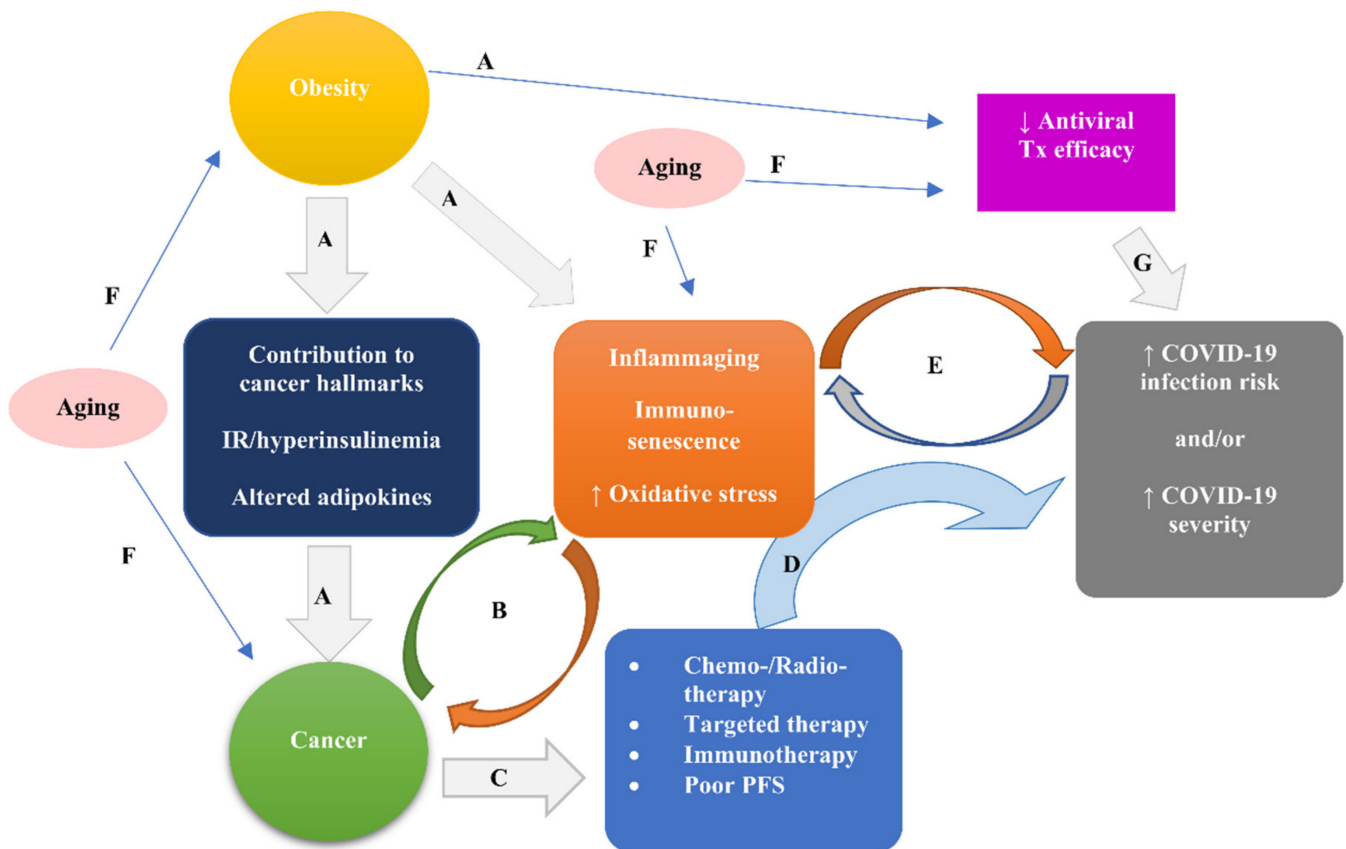 Obesity
A
↓ Antiviral
Tx efficacy
Aging
F
A
A
F
G
F
Contribution to
cancer hallmarks
IR/hyperinsulinemia
Altered adipokines
Inflammaging
Immuno-
senescence
↑ Oxidative stress
E
↑ COVID-19
infection risk
and/or
↑ COVID-19
severity
Aging
F
A
B
D
Cancer
C
• Chemo-/Radio-
therapy
• Targeted therapy
• Immunotherapy
• Poor PFS